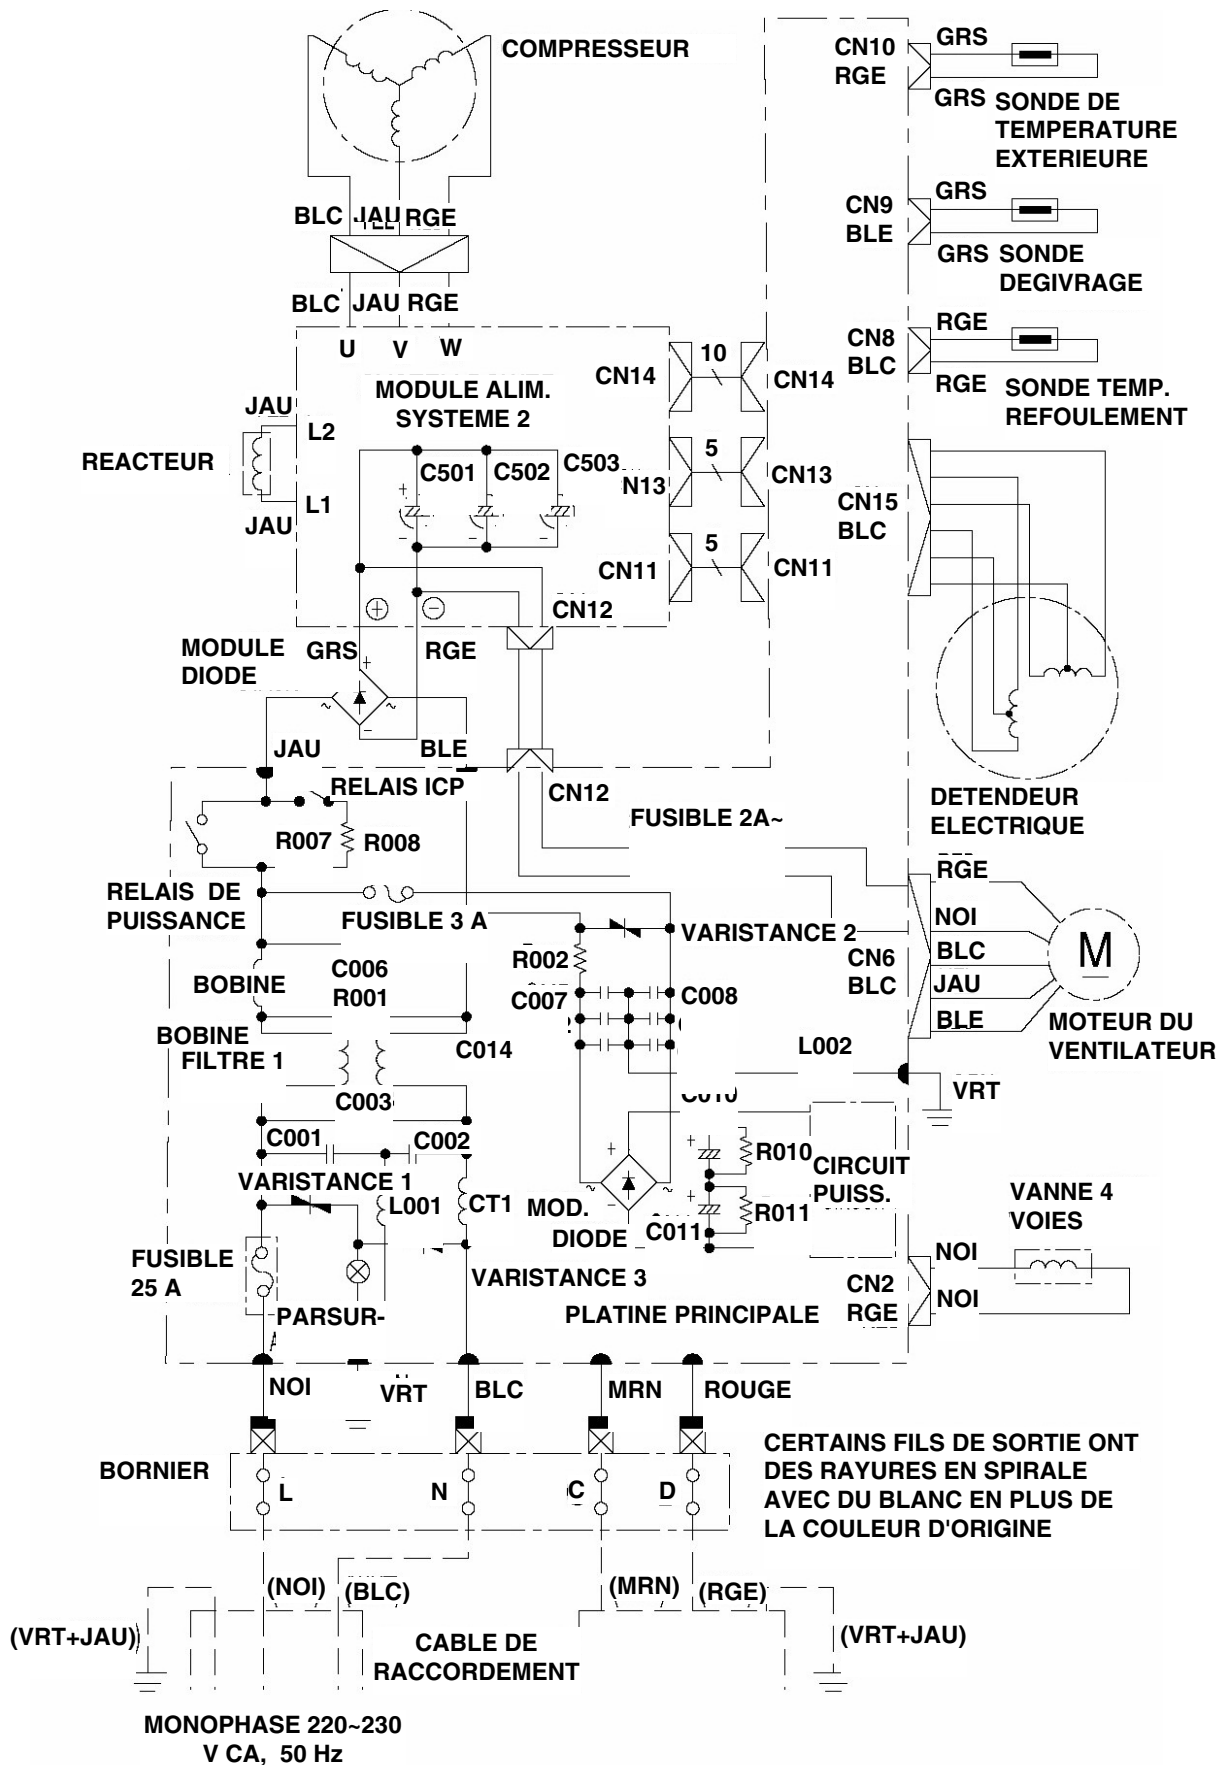 COMPRESSEUR
CN10
RGE
GRS
GRS
SONDE DE
TEMPERATURE
EXTERIEURE
BLC JAU RGE
CN9
BLE
GRS
GRS
SONDE
DEGIVRAGE
BLC JAU RGE
U V W
CN8
BLC
RGE
RGE
SONDE TEMP.
REFOULEMENT
MODULE ALIM.
SYSTEME 2
CN14
10
CN14
JAU
L2
REACTEUR
L1
JAU
C501
C502
C503
N13
5
CN13
CN15
BLC
CN11
5
CN11
+ −
CN12
MODULE
DIODE
GRS
RGE
+
~ ~
-
JAU
BLE
DETENDEUR
ELECTRIQUE
RELAIS ICP
CN12
R007
R008
FUSIBLE 2A~
RELAIS DE
PUISSANCE
FUSIBLE 3 A
VARISTANCE 2
RGE
NOI
BLC
JAU
BLE
CN6
BLC
M
MOTEUR DU
VENTILATEUR
R002
C006
R001
BOBINE
C007
C008
BOBINE
FILTRE 1
C014
L002
VRT
C003
C010
C001
C002
R010
CIRCUIT
PUISS.
VARISTANCE 1
L001
CT1
MOD.
DIODE
C011
R011
VANNE 4
VOIES
FUSIBLE
25 A
VARISTANCE 3
NOI
NOI
CN2
RGE
PARSUR-
PLATINE PRINCIPALE
NOI
VRT
BLC
MRN
ROUGE
BORNIER
L
N
C
D
CERTAINS FILS DE SORTIE ONT
DES RAYURES EN SPIRALE
AVEC DU BLANC EN PLUS DE
LA COULEUR D'ORIGINE
(NOI)
(BLC)
(MRN)
(RGE)
(VRT+JAU)
CABLE DE
RACCORDEMENT
(VRT+JAU)
MONOPHASE 220~230
V CA, 50 Hz